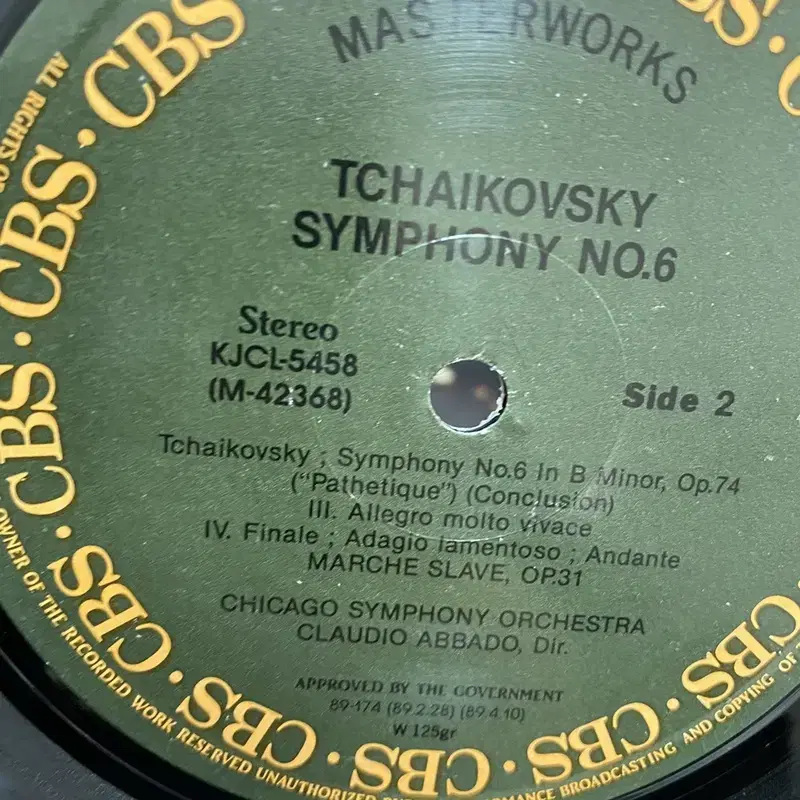 MASTERWORKS
TCHAIKOVSKY
SYMPHONY NO.6
Stereo
KJCL-5458
(M-42368)
Side 2
Tchaikovsky ; Symphony No.6 In B Minor, Op.74
("Pathetique") (Conclusion)
III. Allegro molto vivace
IV. Finale ; Adagio lamentoso ; Andante
MARCHE SLAVE, OP.31
CHICAGO SYMPHONY ORCHESTRA
CLAUDIO ABBADO, Dir.
APPROVED BY THE GOVERNMENT
89-174 (89.2.28) (89.4.10)
W 125gr
CBS · CBS · CBS · CBS · CBS · CBS · CBS · CBS · CBS · CBS
ALL RIGHTS
OWNER OF THE RECORDED WORK RESERVED UNAUTHORIZED
BROADCASTING AND COPYING OF